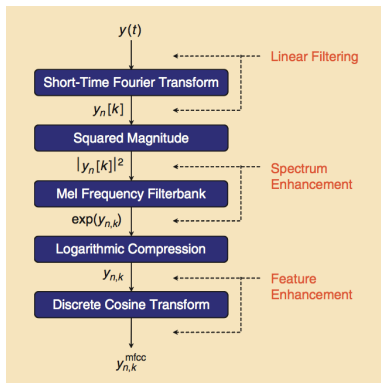 y(t)
Linear Filtering
Short-Time Fourier Transform
yₙ[k]
Squared Magnitude
|yₙ[k]|²
Spectrum
Enhancement
Mel Frequency Filterbank
exp(yₙ,ₖ)
Logarithmic Compression
yₙ,ₖ
Feature
Enhancement
Discrete Cosine Transform
yₙ,ₖᵐᶠᶜᶜ